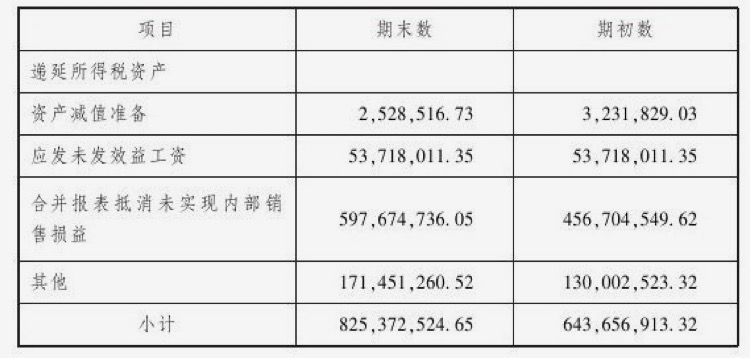 项目 期末数 期初数
递延所得税资产
资产减值准备 2,528,516.73 3,231,829.03
应发未发效益工资 53,718,011.35 53,718,011.35
合并报表抵消未实现内部销
售损益 597,674,736.05 456,704,549.62
其他 171,451,260.52 130,002,523.32
小计 825,372,524.65 643,656,913.32